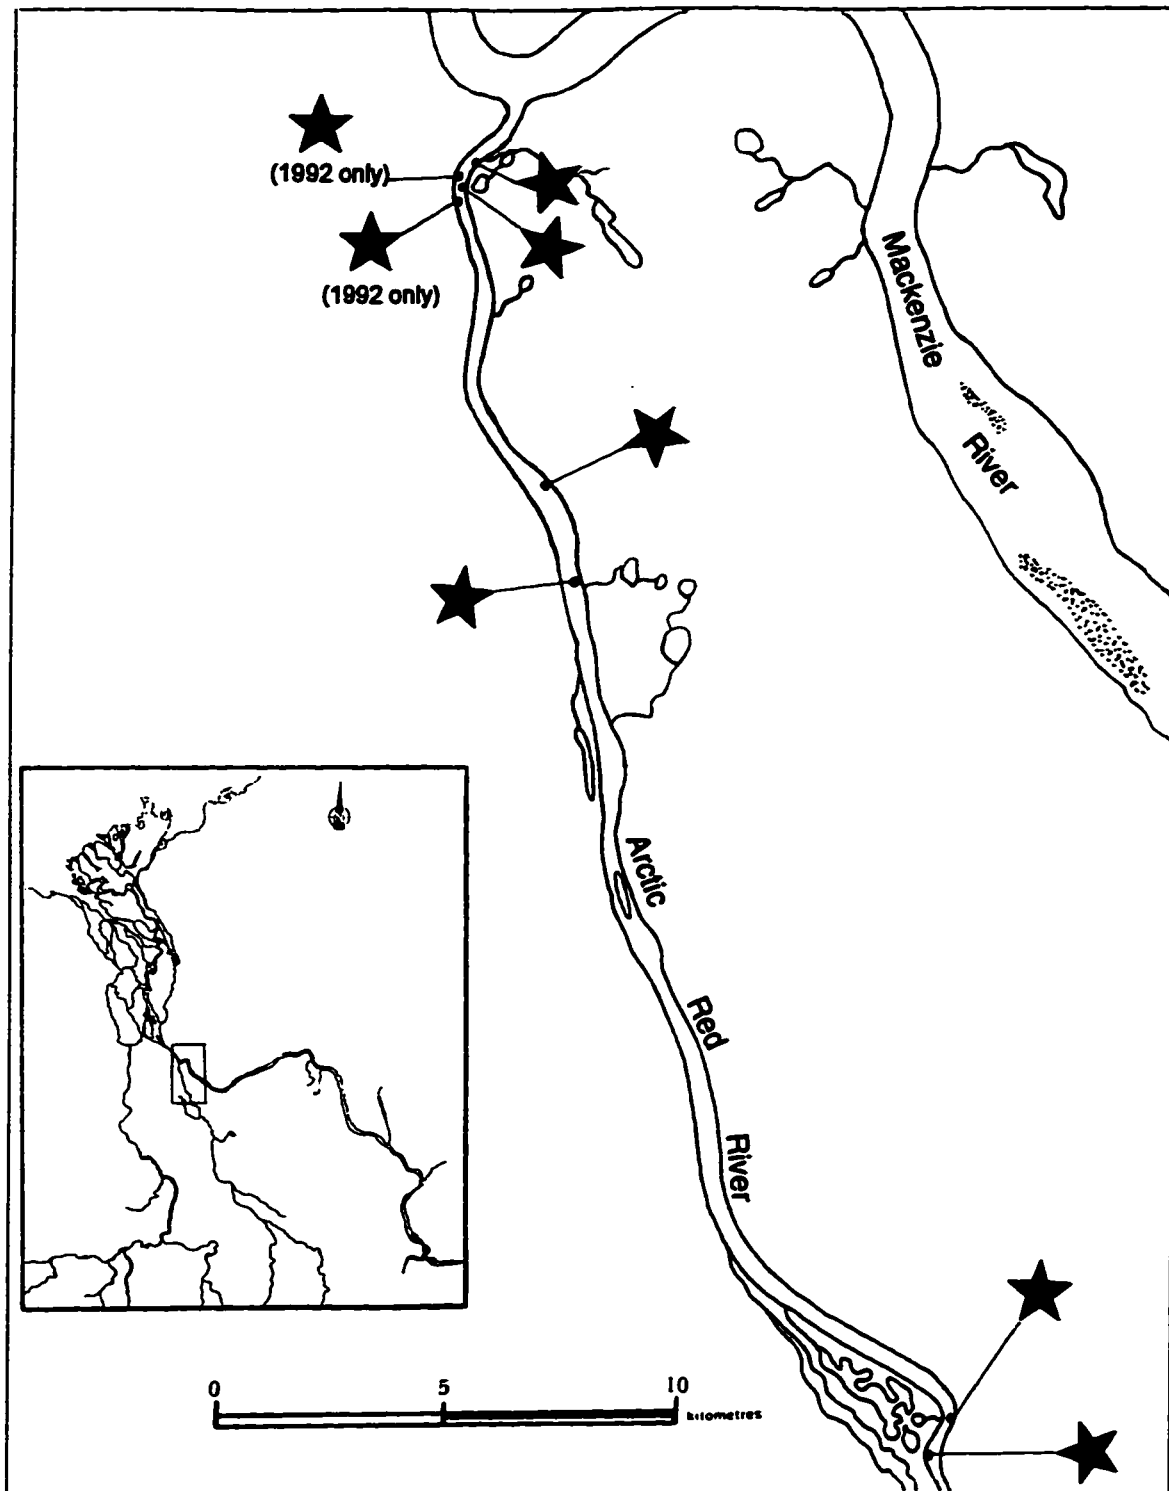 (1992 only)
(1992 only)
Mackenzie
River
Arctic
Red
River
0 5 10
kilometres